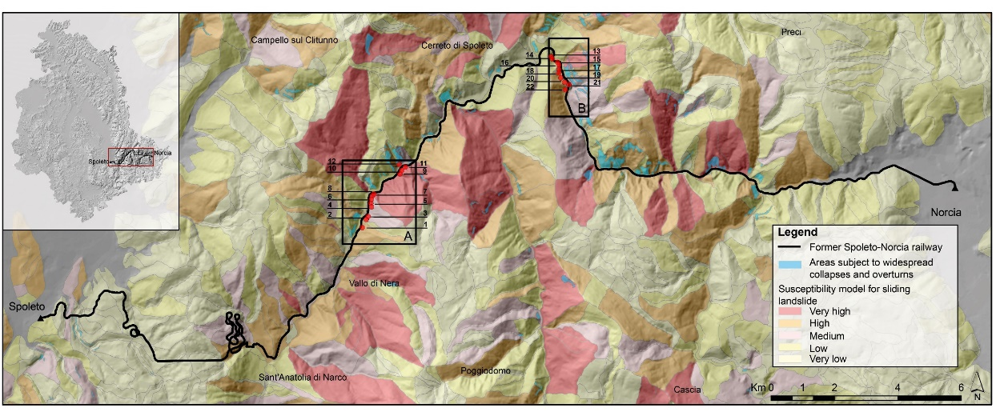 Campello sul Clitunno
Cerreto di Spoleto
Preci
14
16
18
20
22
13
15
17
19
21
B
Spoleto
Norcia
12
10
11
9
8
6
4
2
7
5
3
1
A
Norcia
Vallo di Nera
Spoleto
Sant'Anatolia di Narco
Poggiodomo
Cascia
Legend
Former Spoleto-Norcia railway
Areas subject to widespread
collapses and overturns
Susceptibility model for sliding
landslide
Very high
High
Medium
Low
Very low
Km 0 1 2 4 6
N